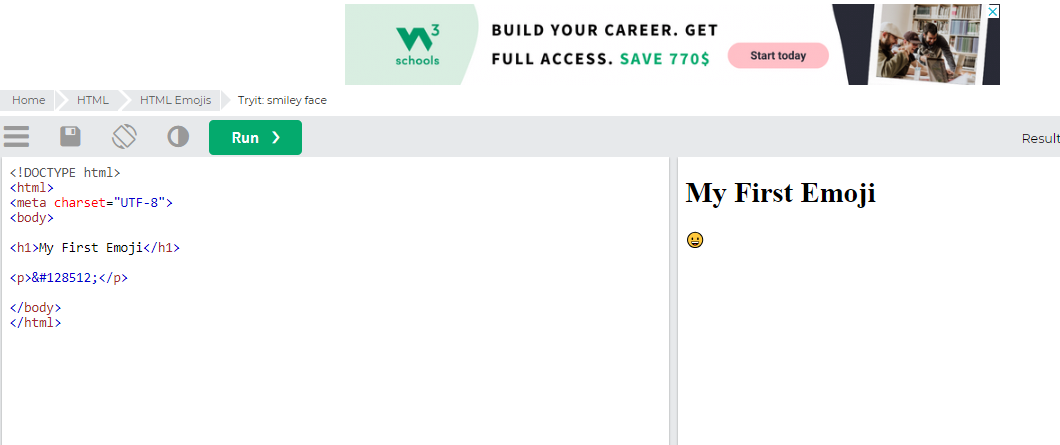 W3
schools
BUILD YOUR CAREER. GET
FULL ACCESS. SAVE 770$
Start today
Home
HTML
HTML Emojis
Tryit: smiley face
Run ❯
Result
<!DOCTYPE html>
<html>
<meta charset="UTF-8">
<body>
<h1>My First Emoji</h1>
<p>&#128512;</p>
</body>
</html>
My First Emoji
😀